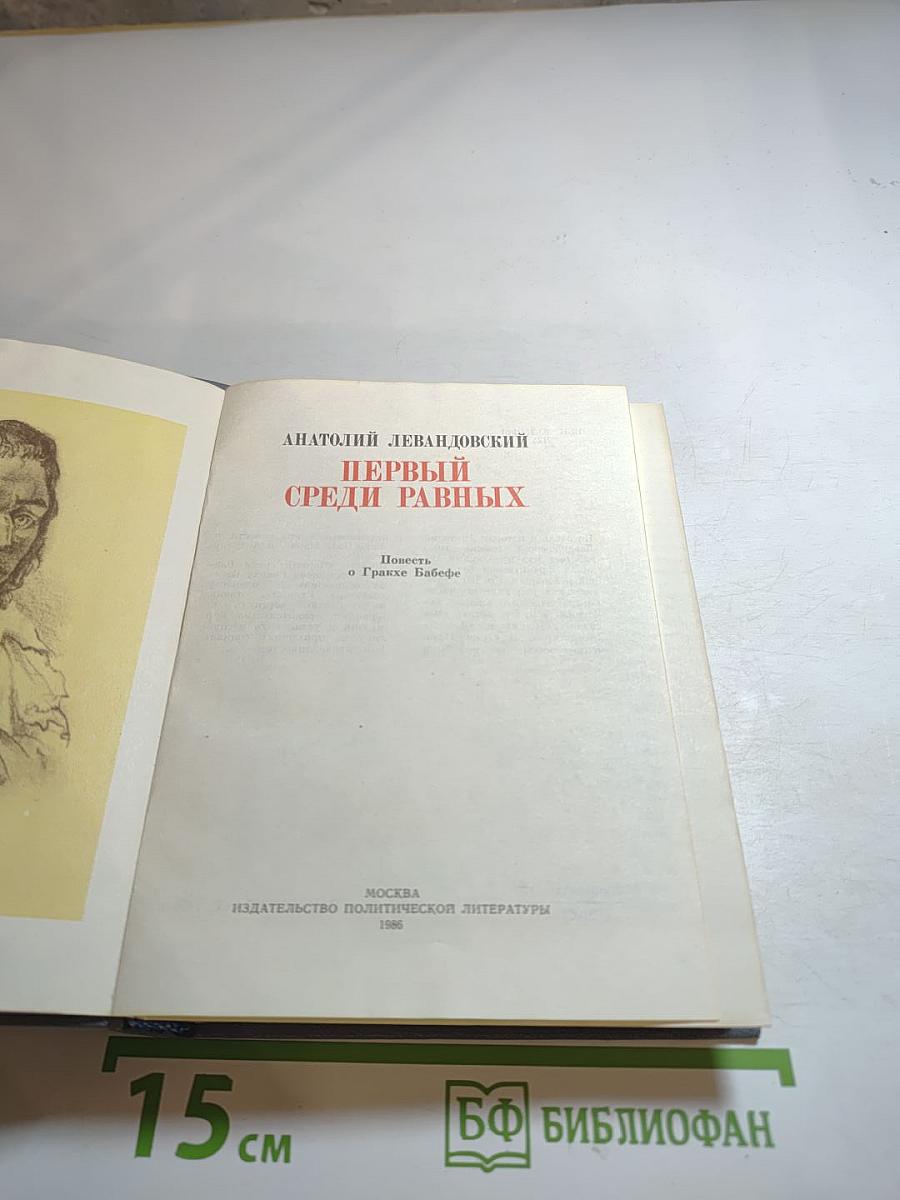 АНАТОЛИЙ ЛЕВАНДОВСКИЙ
ПЕРВЫЙ
СРЕДИ РАВНЫХ
Повесть
о Гракхе Бабефе
МОСКВА
ИЗДАТЕЛЬСТВО ПОЛИТИЧЕСКОЙ ЛИТЕРАТУРЫ
1986
15 см
БФ БИБЛИОФАН